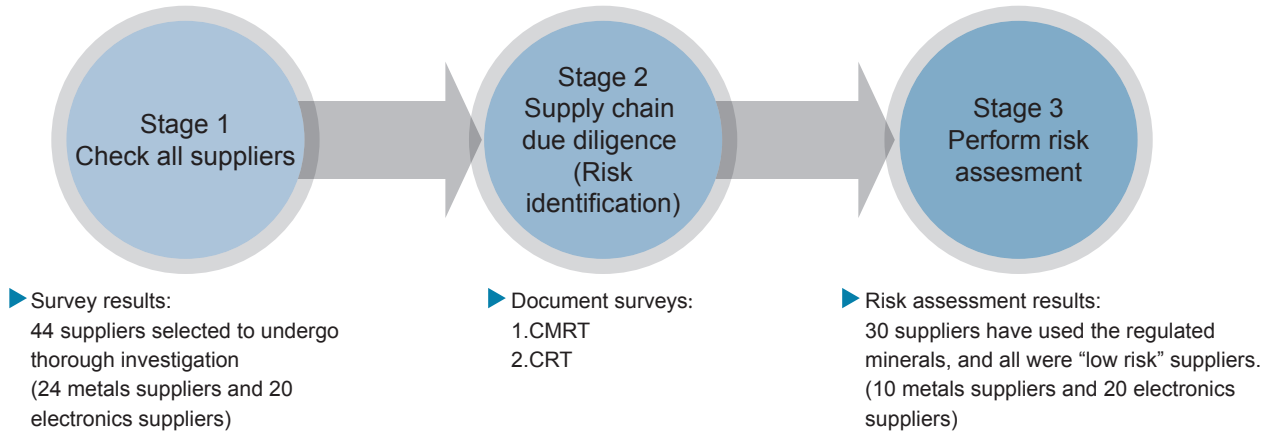 Stage 1
Check all suppliers
Stage 2
Supply chain
due diligence
(Risk
identification)
Stage 3
Perform risk
assesment
Survey results:
44 suppliers selected to undergo
thorough investigation
(24 metals suppliers and 20
electronics suppliers)
Document surveys:
1.CMRT
2.CRT
Risk assessment results:
30 suppliers have used the regulated
minerals, and all were “low risk” suppliers.
(10 metals suppliers and 20 electronics
suppliers)